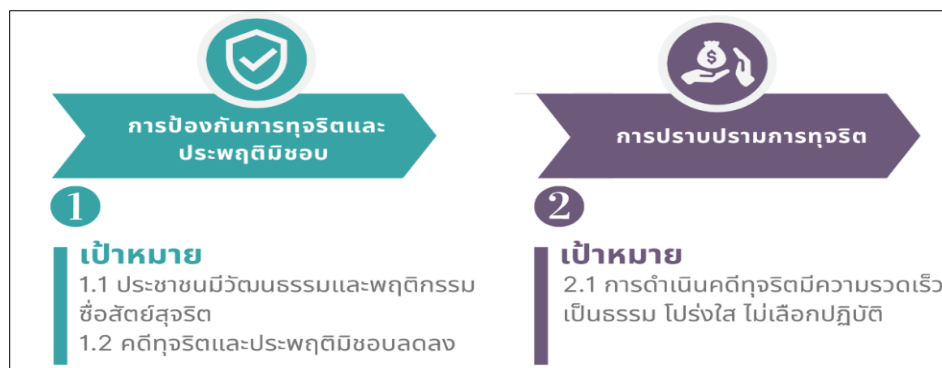 การป้องกันการทุจริตและ
ประพฤติมิชอบ
1
เป้าหมาย
1.1 ประชาชนมีวัฒนธรรมและพฤติกรรม
ซื่อสัตย์สุจริต
1.2 คดีทุจริตและประพฤติมิชอบลดลง
$
การปราบปรามการทุจริต
2
เป้าหมาย
2.1 การดำเนินคดีทุจริตมีความรวดเร็ว
เป็นธรรม โปร่งใส ไม่เลือกปฏิบัติ